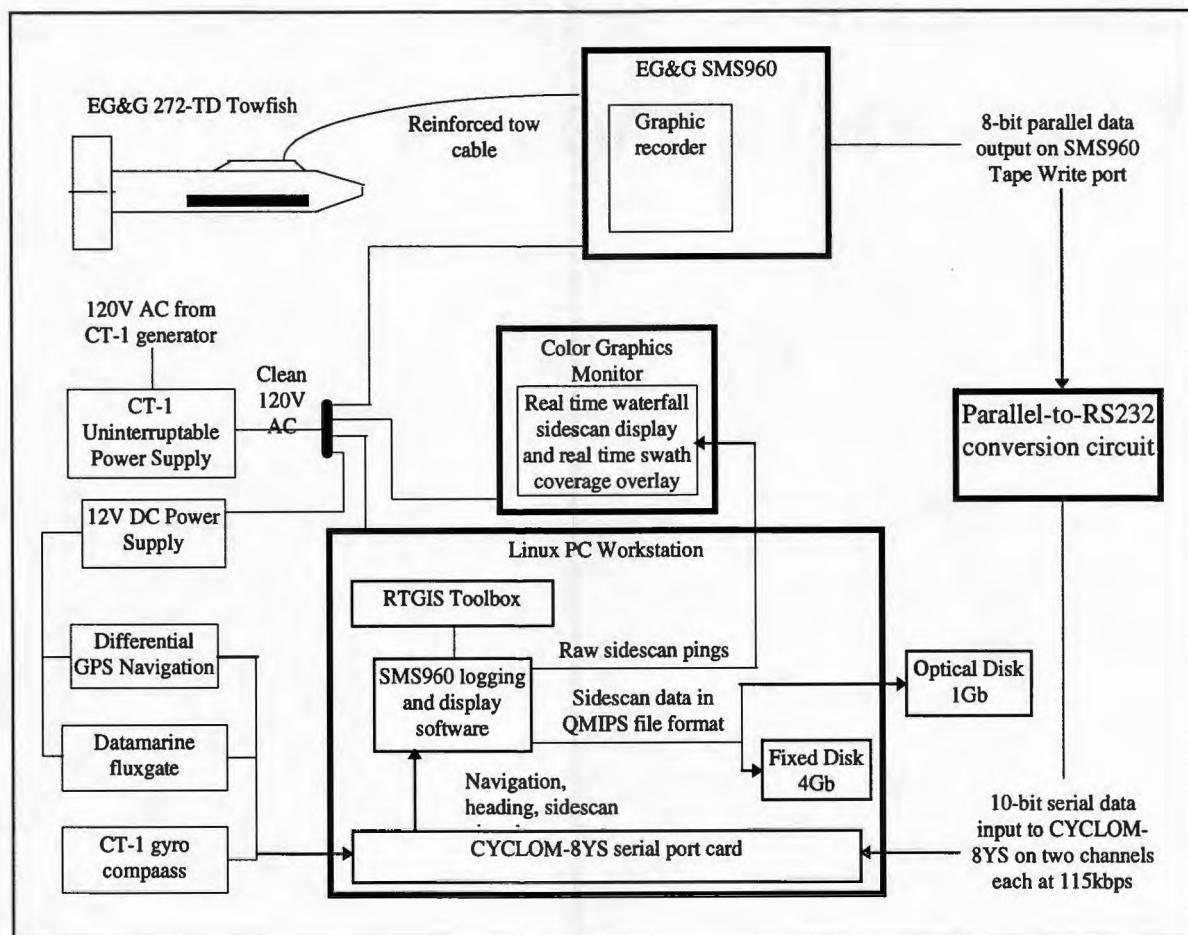 EG&G SMS960
EG&G 272-TD Towfish
Reinforced tow
cable
Graphic
recorder
8-bit parallel data
output on SMS960
Tape Write port
120V AC from
CT-1 generator
CT-1
Uninterruptable
Power Supply
Clean
120V
AC
Color Graphics
Monitor
Real time waterfall
sidescan display
and real time swath
coverage overlay
Parallel-to-RS232
conversion circuit
12V DC Power
Supply
Linux PC Workstation
RTGIS Toolbox
Differential
GPS Navigation
SMS960 logging
and display
software
Raw sidescan pings
Sidescan data in
QMIPS file format
Optical Disk
1Gb
Fixed Disk
4Gb
Datamarine
fluxgate
Navigation,
heading, sidescan
CT-1 gyro
compaass
CYCLOM-8YS serial port card
10-bit serial data
input to CYCLOM-
8YS on two channels
each at 115kbps